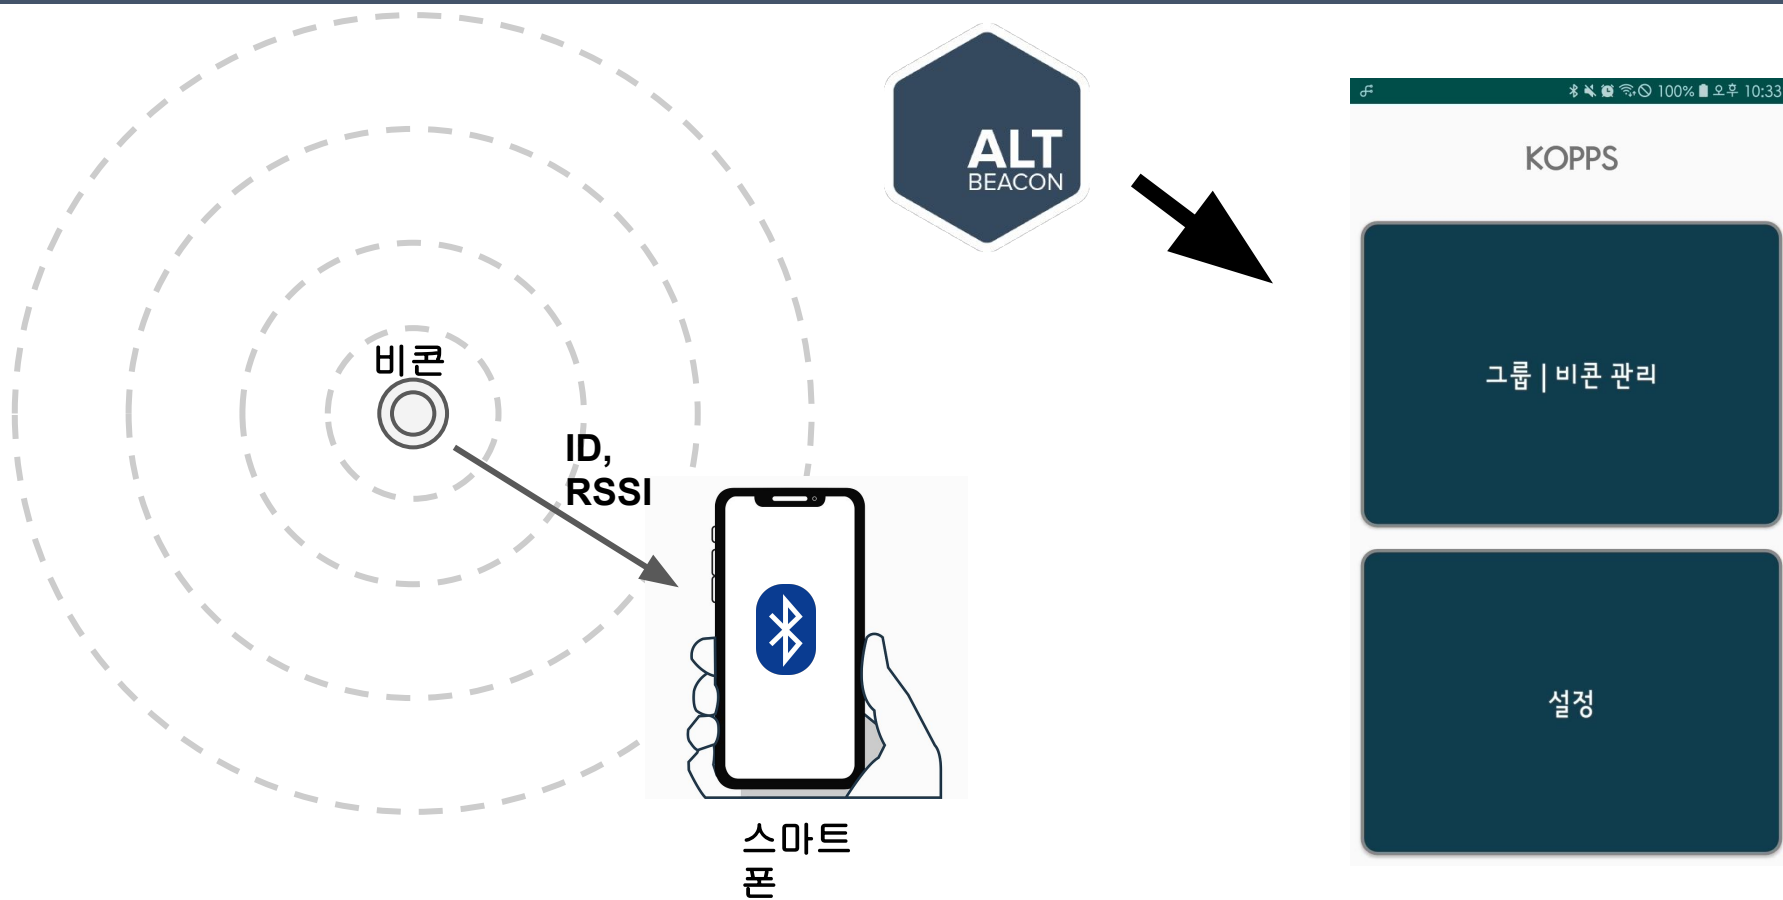 비콘
ID,
RSSI
스마트
폰
ALT
BEACON
100% 오후 10:33
KOPPS
그룹 | 비콘 관리
설정